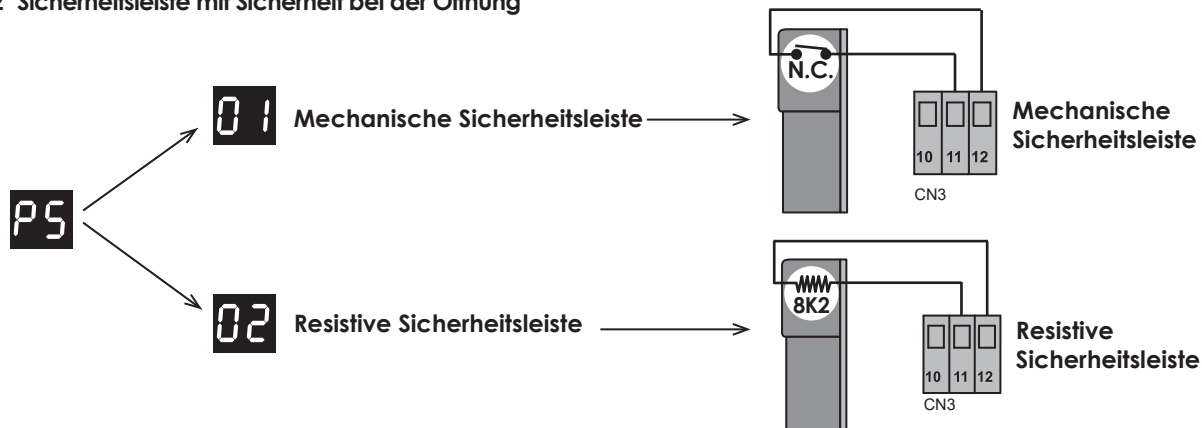 Sicherheitsleiste mit Sicherheit bei der Öffnung
01 Mechanische Sicherheitsleiste
N.C.
10 11 12
CN3
Mechanische
Sicherheitsleiste
PS
02 Resistive Sicherheitsleiste
8K2
10 11 12
CN3
Resistive
Sicherheitsleiste